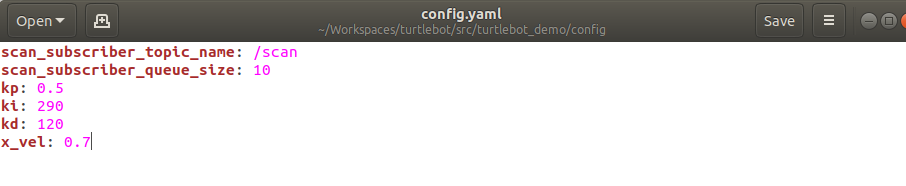 Open
config.yaml
~/Workspaces/turtlebot/src/turtlebot_demo/config
Save
scan_subscriber_topic_name: /scan
scan_subscriber_queue_size: 10
kp: 0.5
ki: 290
kd: 120
x_vel: 0.7